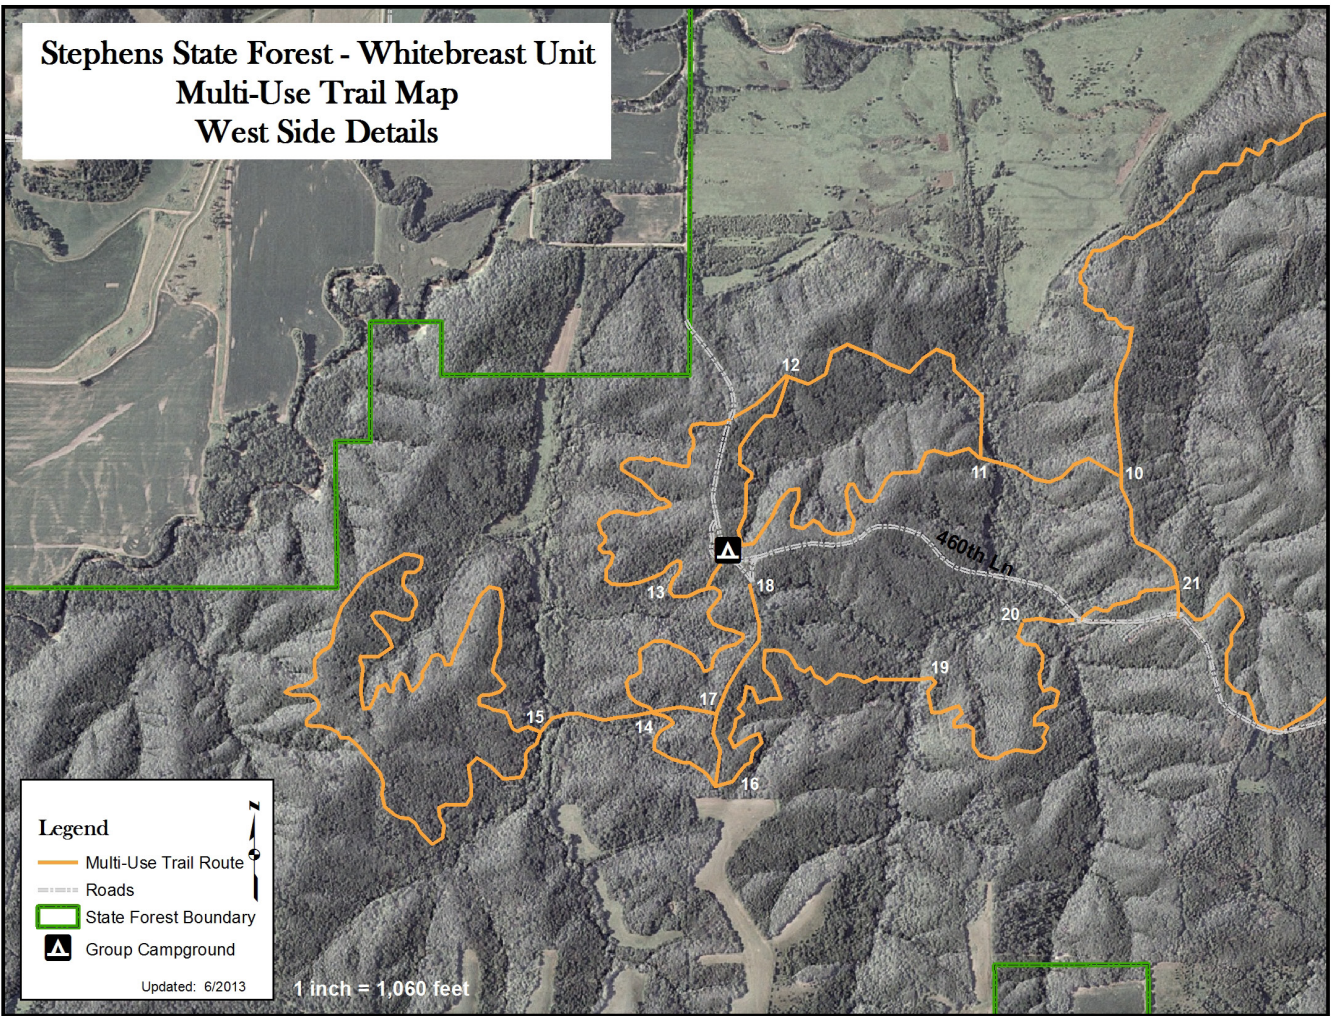 Stephens State Forest - Whitebreast Unit
Multi-Use Trail Map
West Side Details
12
11
10
460th Ln
13
18
21
20
19
17
15
14
16
Legend
N
Multi-Use Trail Route
Roads
State Forest Boundary
Group Campground
Updated: 6/2013
1 inch = 1,060 feet